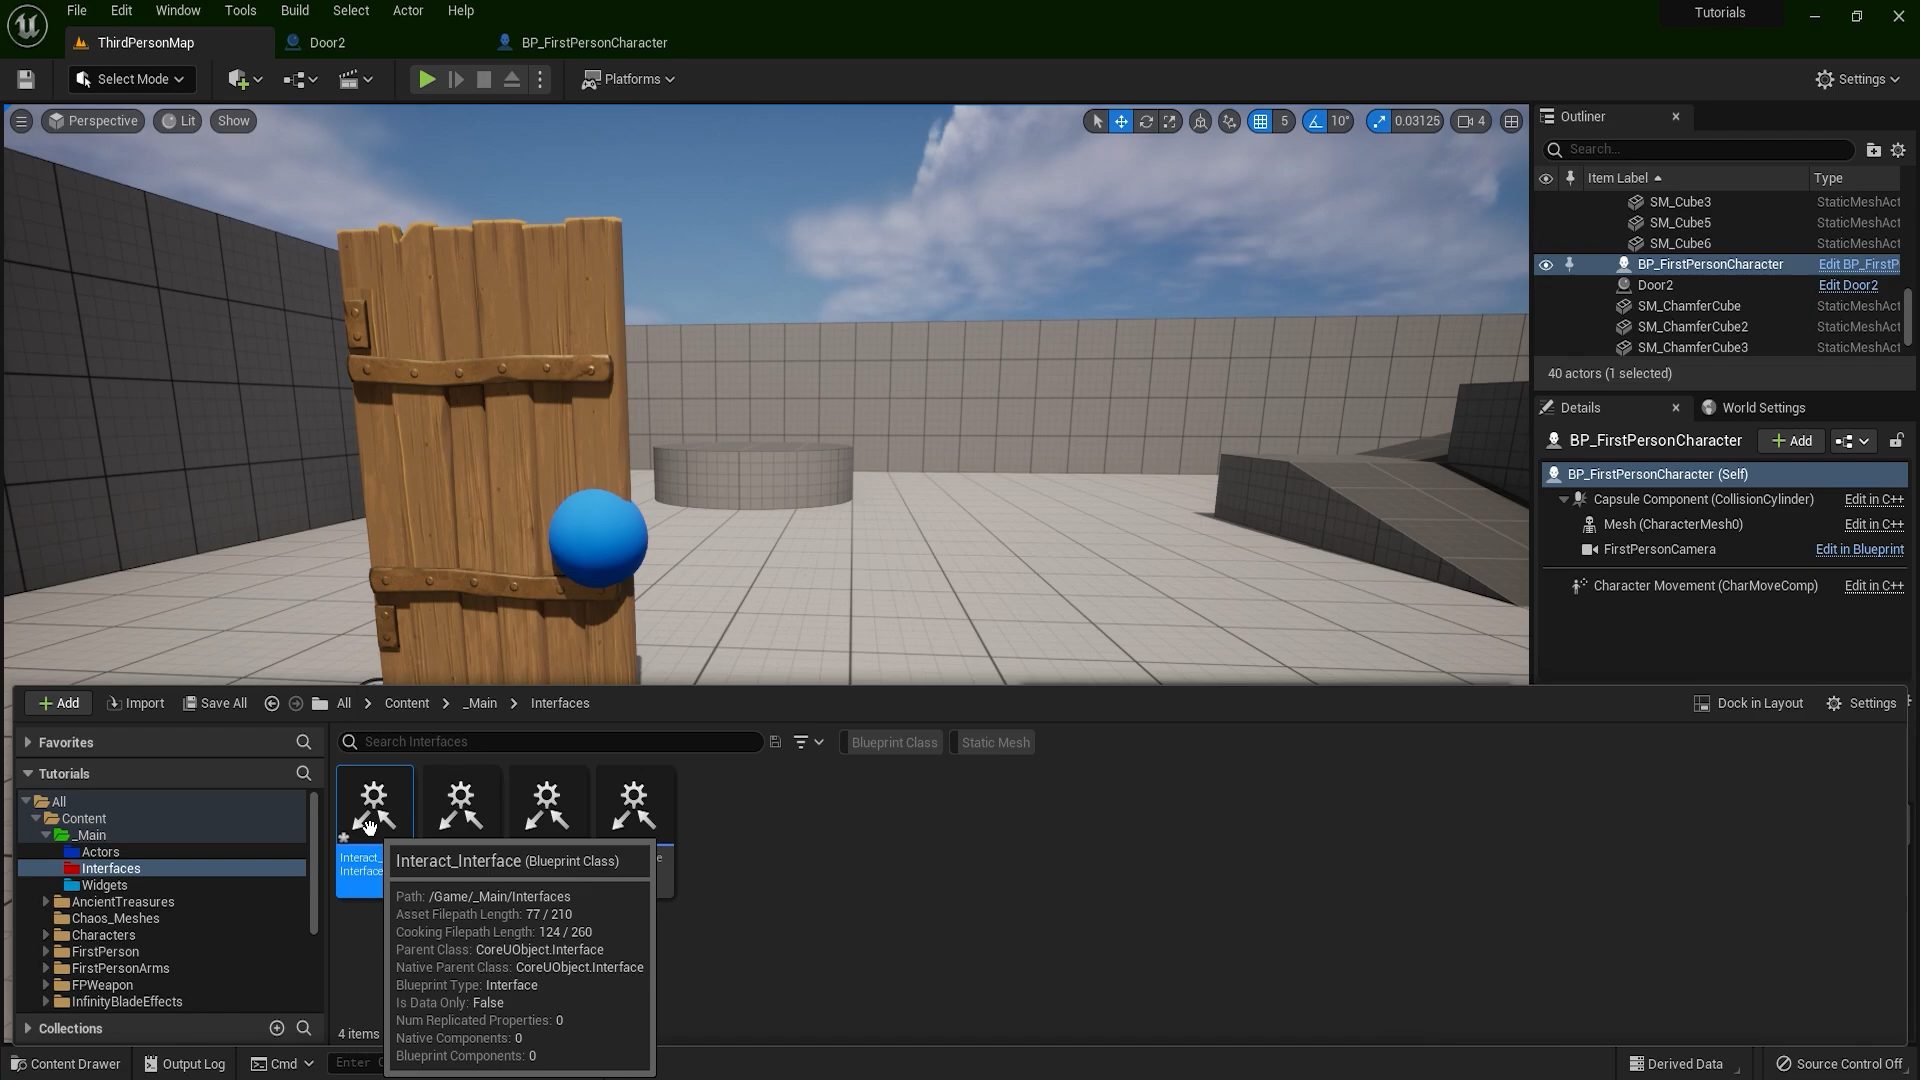 File Edit Window Tools Build Select Actor Help
Tutorials
ThirdPersonMap
Door2
BP_FirstPersonCharacter
Select Mode
Platforms
Settings
Perspective
Lit
Show
5
10°
0.03125
4
Outliner
Search...
Item Label
Type
SM_Cube3 StaticMeshAct
SM_Cube5 StaticMeshAct
SM_Cube6 StaticMeshAct
BP_FirstPersonCharacter Edit BP_FirstP
Door2 Edit Door2
SM_ChamferCube StaticMeshAct
SM_ChamferCube2 StaticMeshAct
SM_ChamferCube3 StaticMeshAct
40 actors (1 selected)
Details
World Settings
BP_FirstPersonCharacter
Add
BP_FirstPersonCharacter (Self)
Capsule Component (CollisionCylinder) Edit in C++
Mesh (CharacterMesh0) Edit in C++
FirstPersonCamera Edit in Blueprint
Character Movement (CharMoveComp) Edit in C++
Add Import Save All All > Content > _Main > Interfaces
Dock in Layout
Settings
Favorites
Tutorials
All
Content
_Main
Actors
Interfaces
Widgets
AncientTreasures
Chaos_Meshes
Characters
FirstPerson
FirstPersonArms
FPWeapon
InfinityBladeEffects
Collections
Search Interfaces
Blueprint Class
Static Mesh
Interact_
Interface
Interact_Interface (Blueprint Class)
Path: /Game/_Main/Interfaces
Asset Filepath Length: 77 / 210
Cooking Filepath Length: 124 / 260
Parent Class: CoreUObject.Interface
Native Parent Class: CoreUObject.Interface
Blueprint Type: Interface
Is Data Only: False
Num Replicated Properties: 0
Native Components: 0
Blueprint Components: 0
4 items
Content Drawer
Output Log
Cmd
Enter
Derived Data
Source Control Off